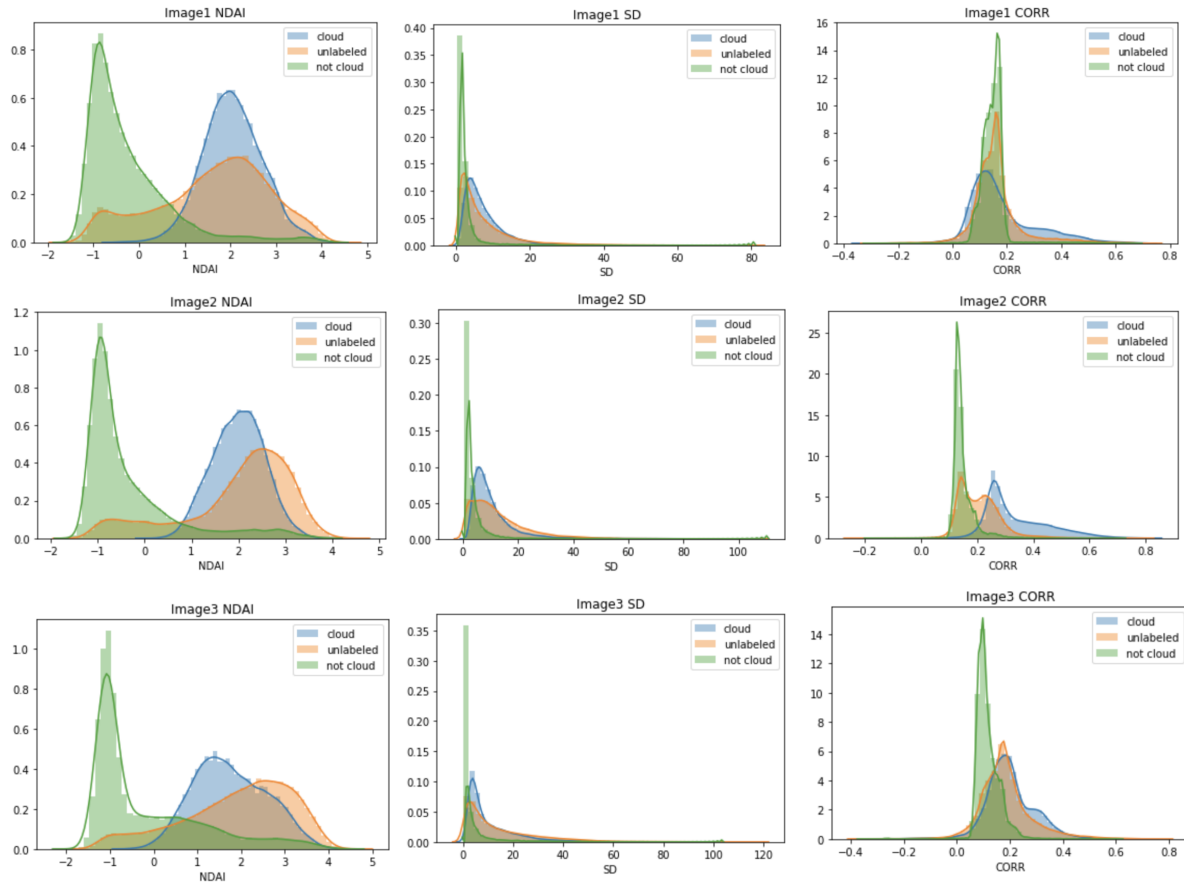 Image1 NDAI
0.8
0.6
0.4
0.2
0.0
−2 −1 0 1 2 3 4 5
NDAI
cloud
unlabeled
not cloud
Image1 SD
0.40
0.35
0.30
0.25
0.20
0.15
0.10
0.05
0.00
0 20 40 60 80
SD
cloud
unlabeled
not cloud
Image1 CORR
16
14
12
10
8
6
4
2
0
−0.4 −0.2 0.0 0.2 0.4 0.6 0.8
CORR
cloud
unlabeled
not cloud
Image2 NDAI
1.2
1.0
0.8
0.6
0.4
0.2
0.0
−2 −1 0 1 2 3 4 5
NDAI
cloud
unlabeled
not cloud
Image2 SD
0.30
0.25
0.20
0.15
0.10
0.05
0.00
0 20 40 60 80 100
SD
cloud
unlabeled
not cloud
Image2 CORR
25
20
15
10
5
0
−0.2 0.0 0.2 0.4 0.6 0.8
CORR
cloud
unlabeled
not cloud
Image3 NDAI
1.0
0.8
0.6
0.4
0.2
0.0
−2 −1 0 1 2 3 4 5
NDAI
cloud
unlabeled
not cloud
Image3 SD
0.35
0.30
0.25
0.20
0.15
0.10
0.05
0.00
0 20 40 60 80 100 120
SD
cloud
unlabeled
not cloud
Image3 CORR
14
12
10
8
6
4
2
0
−0.4 −0.2 0.0 0.2 0.4 0.6 0.8
CORR
cloud
unlabeled
not cloud